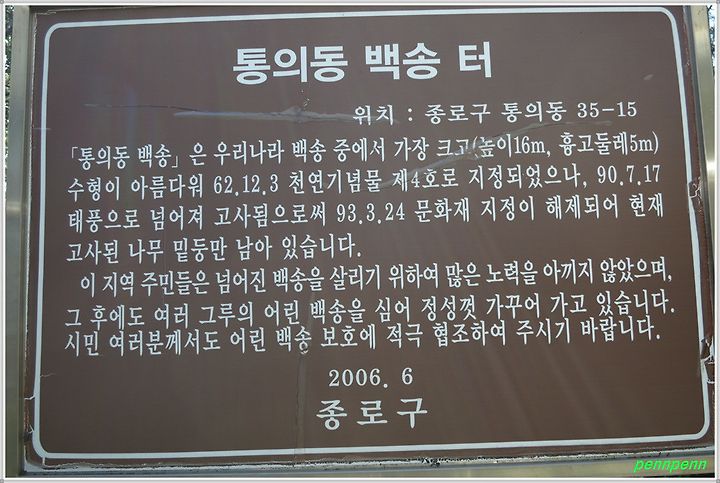 통의동 백송 터
위치 : 종로구 통의동 35-15
「통의동 백송」은 우리나라 백송 중에서 가장 크고(높이16m, 흉고둘레5m)
수형이 아름다워 62.12.3 천연기념물 제4호로 지정되었으나, 90.7.17
태풍으로 넘어져 고사됨으로써 93.3.24 문화재 지정이 해제되어 현재
고사된 나무 밑둥만 남아 있습니다.
이 지역 주민들은 넘어진 백송을 살리기 위하여 많은 노력을 아끼지 않았으며,
그 후에도 여러 그루의 어린 백송을 심어 정성껏 가꾸어 가고 있습니다.
시민 여러분께서도 어린 백송 보호에 적극 협조하여 주시기 바랍니다.
2006. 6
종로구
pennpenn